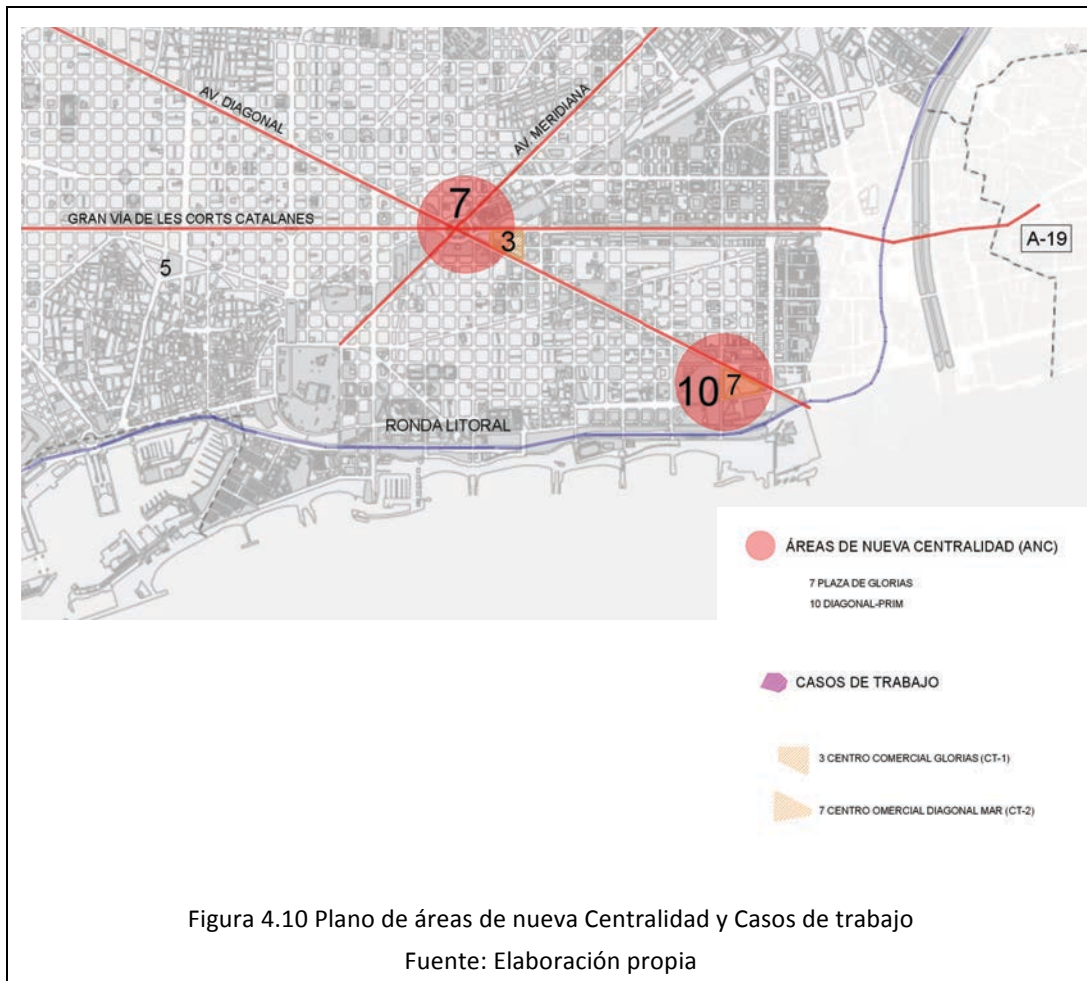 AV. DIAGONAL
AV. MERIDIANA
7
GRAN VÍA DE LES CORTS CATALANES
3
A-19
5
10
7
RONDA LITORAL
ÁREAS DE NUEVA CENTRALIDAD (ANC)
7 PLAZA DE GLORIAS
10 DIAGONAL-PRIM
CASOS DE TRABAJO
3 CENTRO COMERCIAL GLORIAS (CT-1)
7 CENTRO OMERCIAL DIAGONAL MAR (CT-2)
Figura 4.10 Plano de áreas de nueva Centralidad y Casos de trabajo
Fuente: Elaboración propia